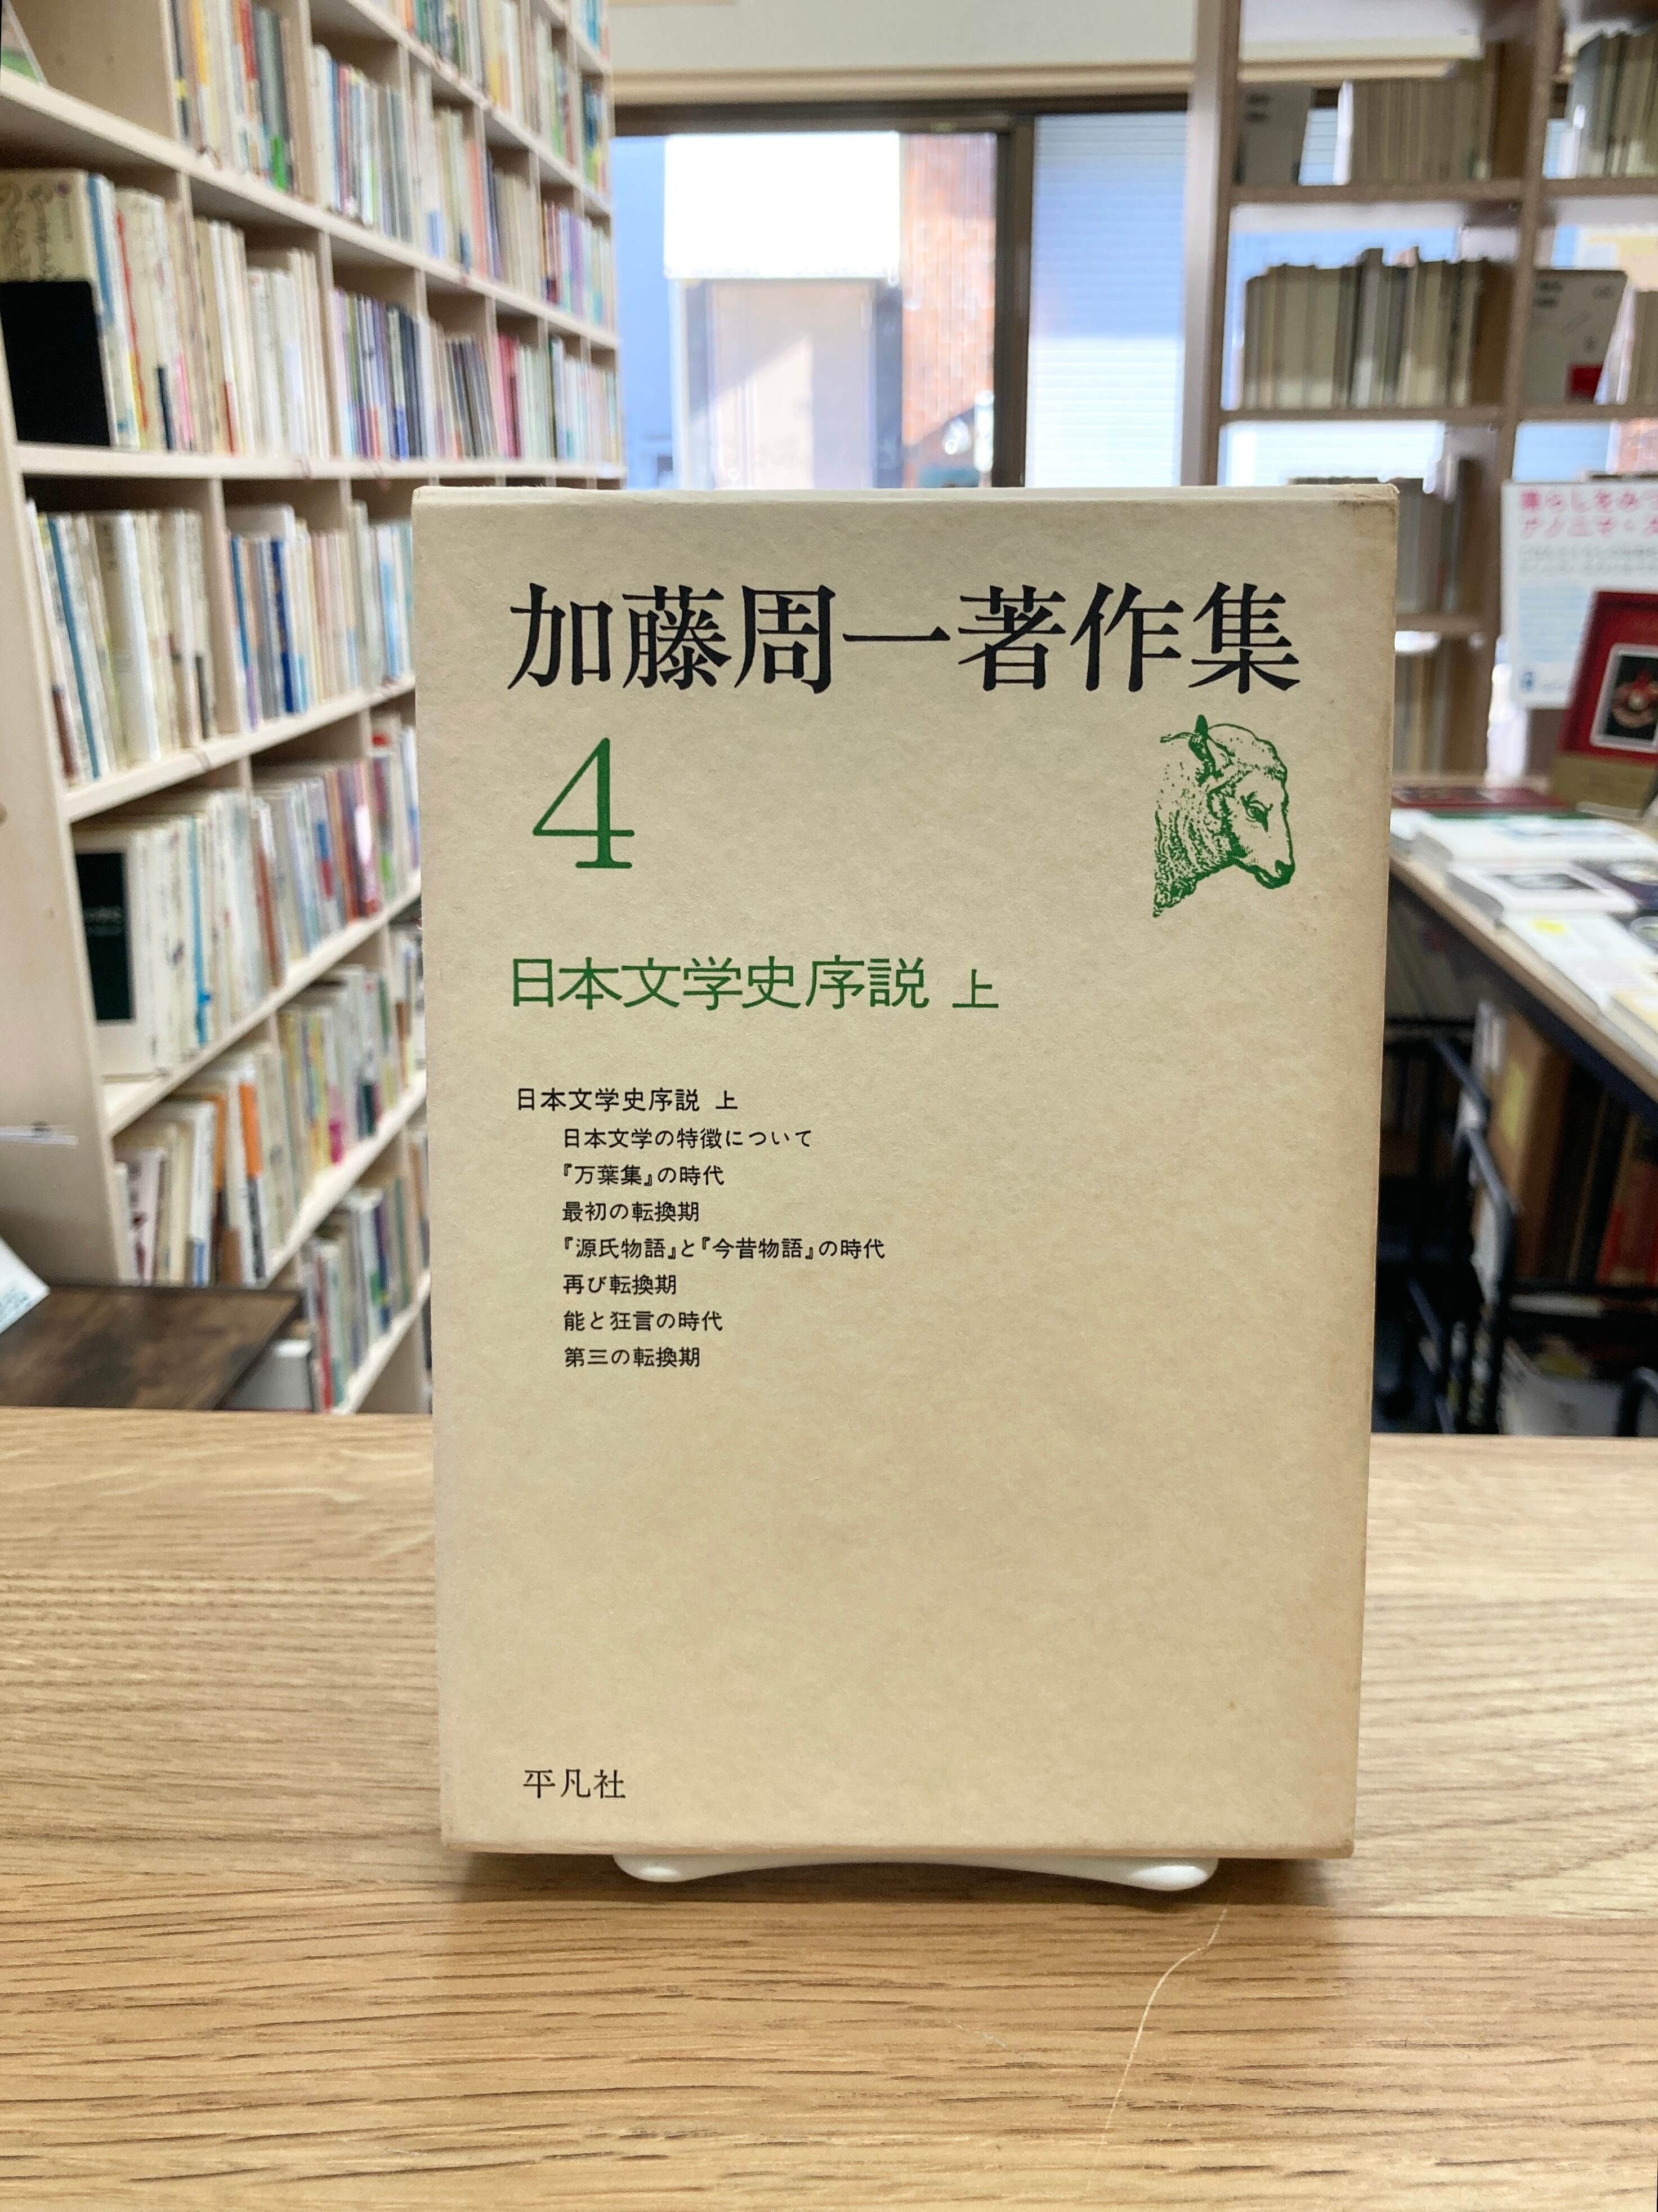 加藤周一著作集
4
日本文学史序説 上
日本文学史序説 上
日本文学の特徴について
『万葉集』の時代
最初の転換期
『源氏物語』と『今昔物語』の時代
再び転換期
能と狂言の時代
第三の転換期
平凡社